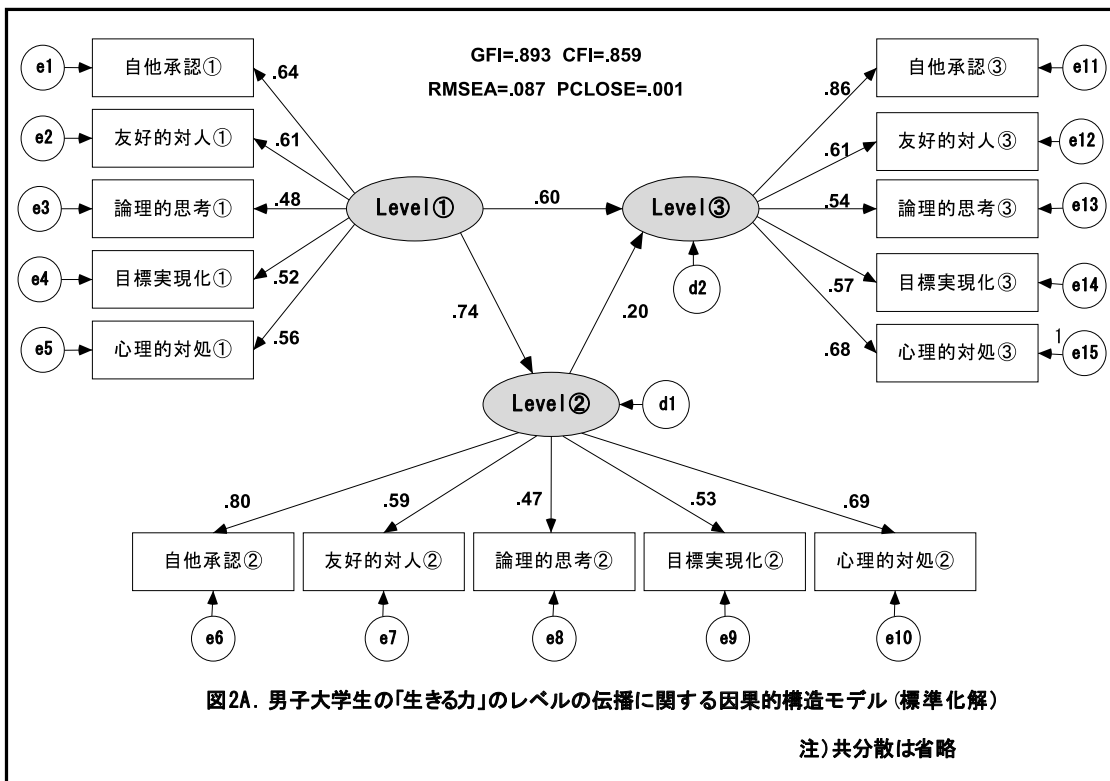 GFI=.893 CFI=.859
RMSEA=.087 PCLOSE=.001
e1
自他承認①
.64
e2
友好的対人①
.61
e3
論理的思考①
.48
e4
目標実現化①
.52
e5
心理的対処①
.56
Level①
.60
Level③
d2
.74
.20
Level②
d1
.86
自他承認③
e11
.61
友好的対人③
e12
.54
論理的思考③
e13
.57
目標実現化③
e14
.68
心理的対処③
1
e15
.80
.59
.47
.53
.69
自他承認②
友好的対人②
論理的思考②
目標実現化②
心理的対処②
e6
e7
e8
e9
e10
図2A. 男子大学生の「生きる力」のレベルの伝播に関する因果的構造モデル(標準化解)
注)共分散は省略